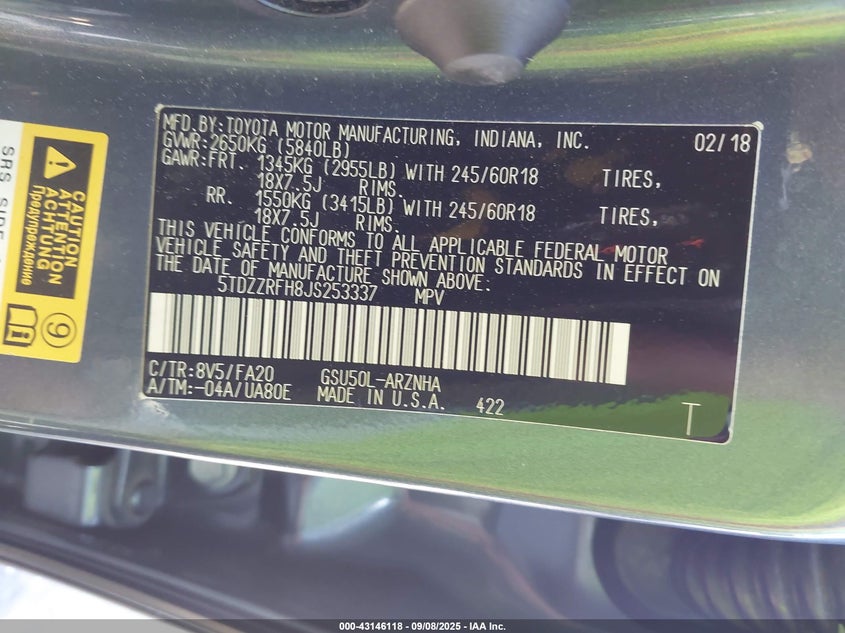 MFD.BY:TOYOTA MOTOR MANUFACTURING, INDIANA, INC. 02/18
GVWR:2650KG (5840LB)
GAWR:FRT. 1345KG (2955LB) WITH 245/60R18 TIRES,
18X7.5J RIMS.
RR. 1550KG (3415LB) WITH 245/60R18 TIRES,
18X7.5J RIMS.
THIS VEHICLE CONFORMS TO ALL APPLICABLE FEDERAL MOTOR
VEHICLE SAFETY AND THEFT PREVENTION STANDARDS IN EFFECT ON
THE DATE OF MANUFACTURE SHOWN ABOVE.
5TDZZRFH8JS253337 MPV
C/TR:8V5/FA20 GSU50L-ARZNHA
A/TM:-04A/UA80E MADE IN U.S.A. 422
T
CAUTION
ATTENTION
ACHTUNG
Предупреждение
9
SRS SIDE
000-43146118 - 09/08/2025 - IAA Inc.